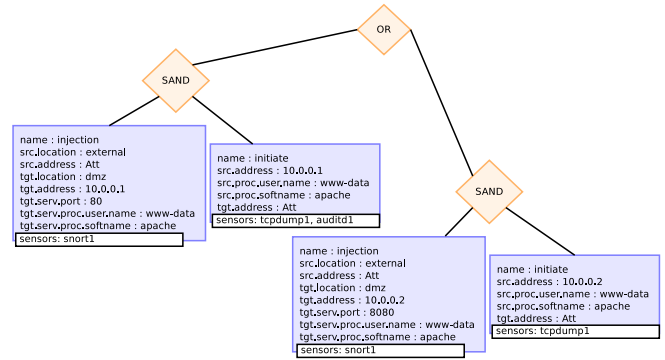 OR
SAND
name : injection
src.location : external
src.address : Att
tgt.location : dmz
tgt.address : 10.0.0.1
tgt.serv.port : 80
tgt.serv.proc.user.name : www-data
tgt.serv.proc.softname : apache
sensors: snort1
name : initiate
src.address : 10.0.0.1
src.proc.user.name : www-data
src.proc.softname : apache
tgt.address : Att
sensors: tcpdump1, auditd1
SAND
name : injection
src.location : external
src.address : Att
tgt.location : dmz
tgt.address : 10.0.0.2
tgt.serv.port : 8080
tgt.serv.proc.user.name : www-data
tgt.serv.proc.softname : apache
sensors: snort1
name : initiate
src.address : 10.0.0.2
src.proc.user.name : www-data
src.proc.softname : apache
tgt.address : Att
sensors: tcpdump1